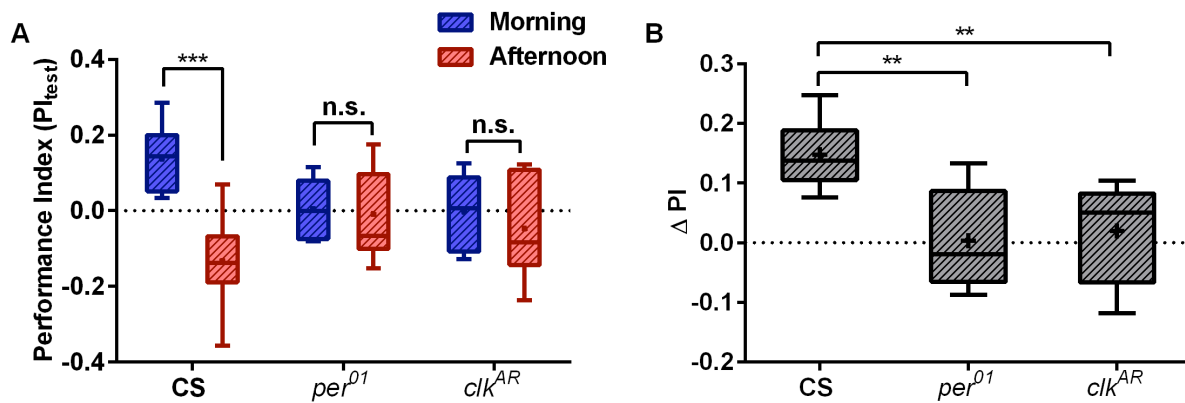 A
Morning
Afternoon
Performance Index (PItest)
0.4
0.2
0.0
-0.2
-0.4
***
n.s.
n.s.
CS
per01
clkAR
B
Δ PI
0.3
0.2
0.1
0.0
-0.1
-0.2
**
**
CS
per01
clkAR